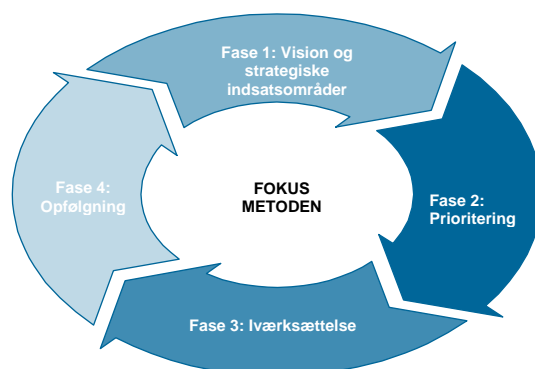 Fase 1: Vision og
strategiske
indsatsområder
Fase 4:
Opfølgning
FOKUS
METODEN
Fase 2:
Prioritering
Fase 3: Iværksættelse